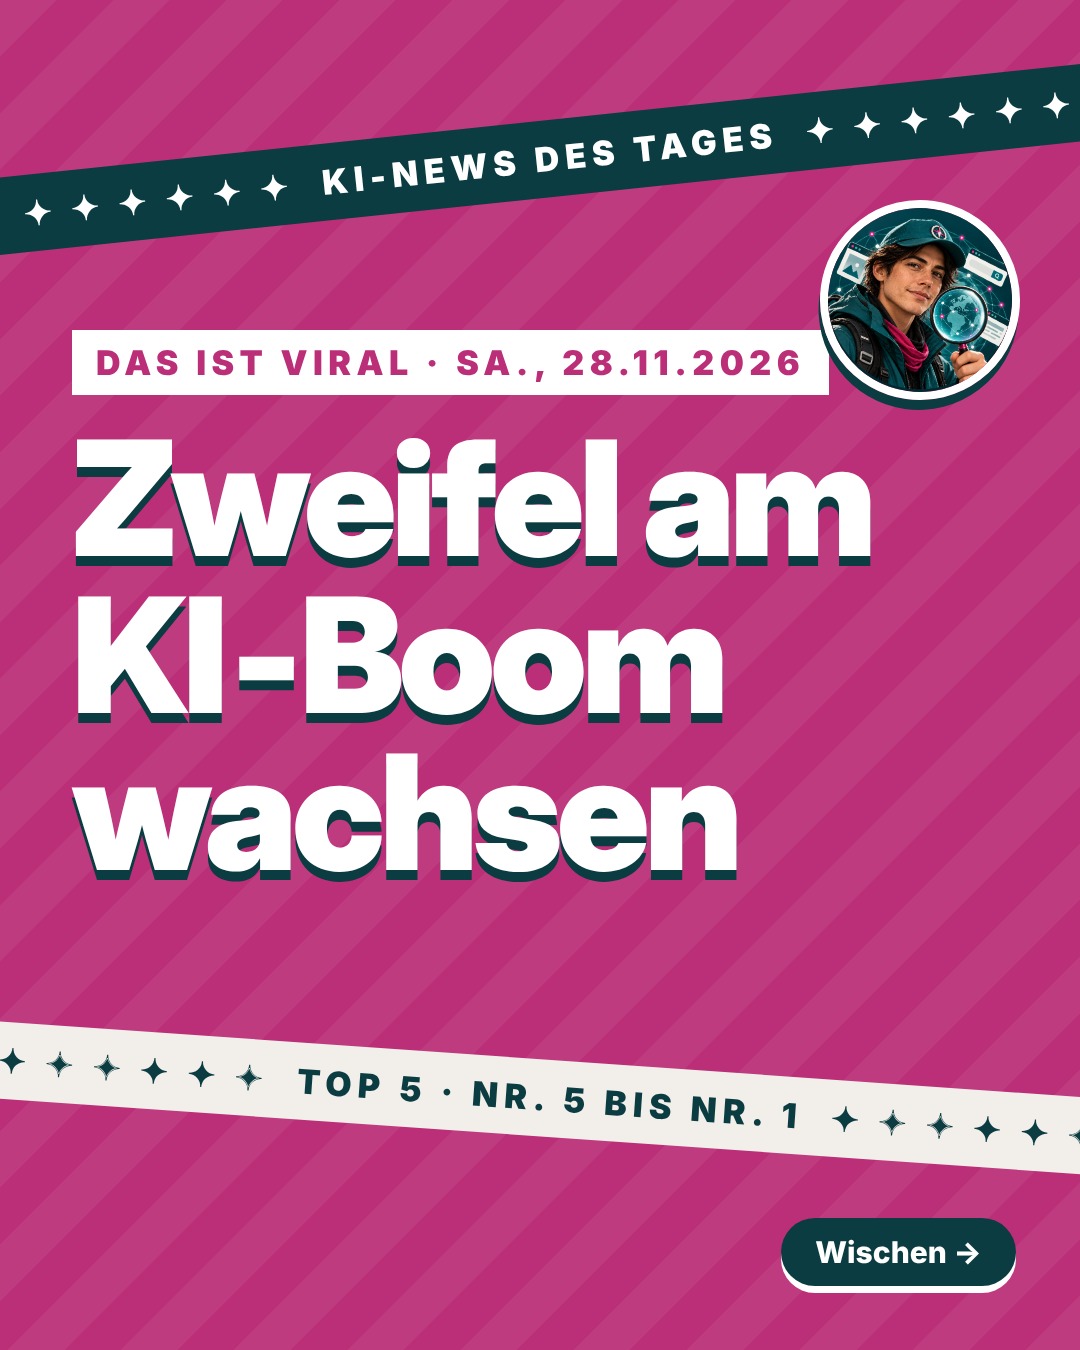 ✦ ✦ ✦ ✦ ✦ ✦ KI-NEWS DES TAGES ✦ ✦ ✦ ✦ ✦ ✦
DAS IST VIRAL · SA., 28.11.2026
Zweifel am
KI-Boom
wachsen
✦ ✦ ✦ ✦ ✦ ✦ TOP 5 · NR. 5 BIS NR. 1 ✦ ✦ ✦ ✦ ✦ ✦
Wischen →